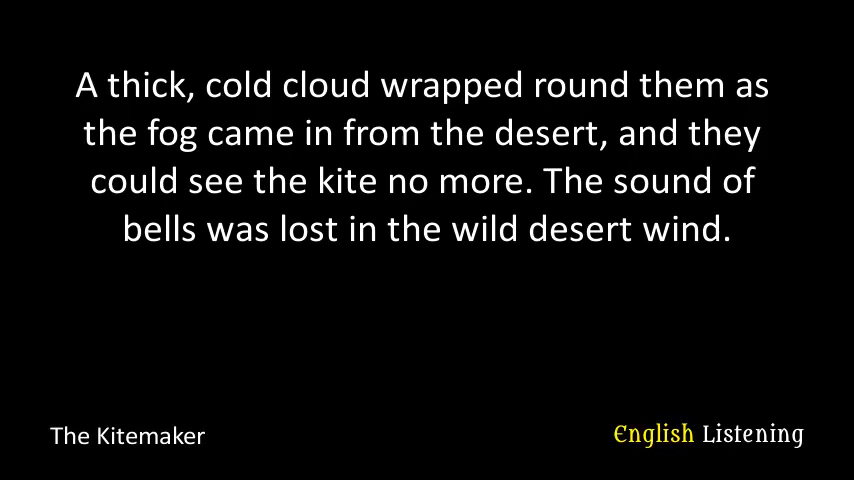 A thick, cold cloud wrapped round them as
the fog came in from the desert, and they
could see the kite no more. The sound of
bells was lost in the wild desert wind.
The Kitemaker
English Listening